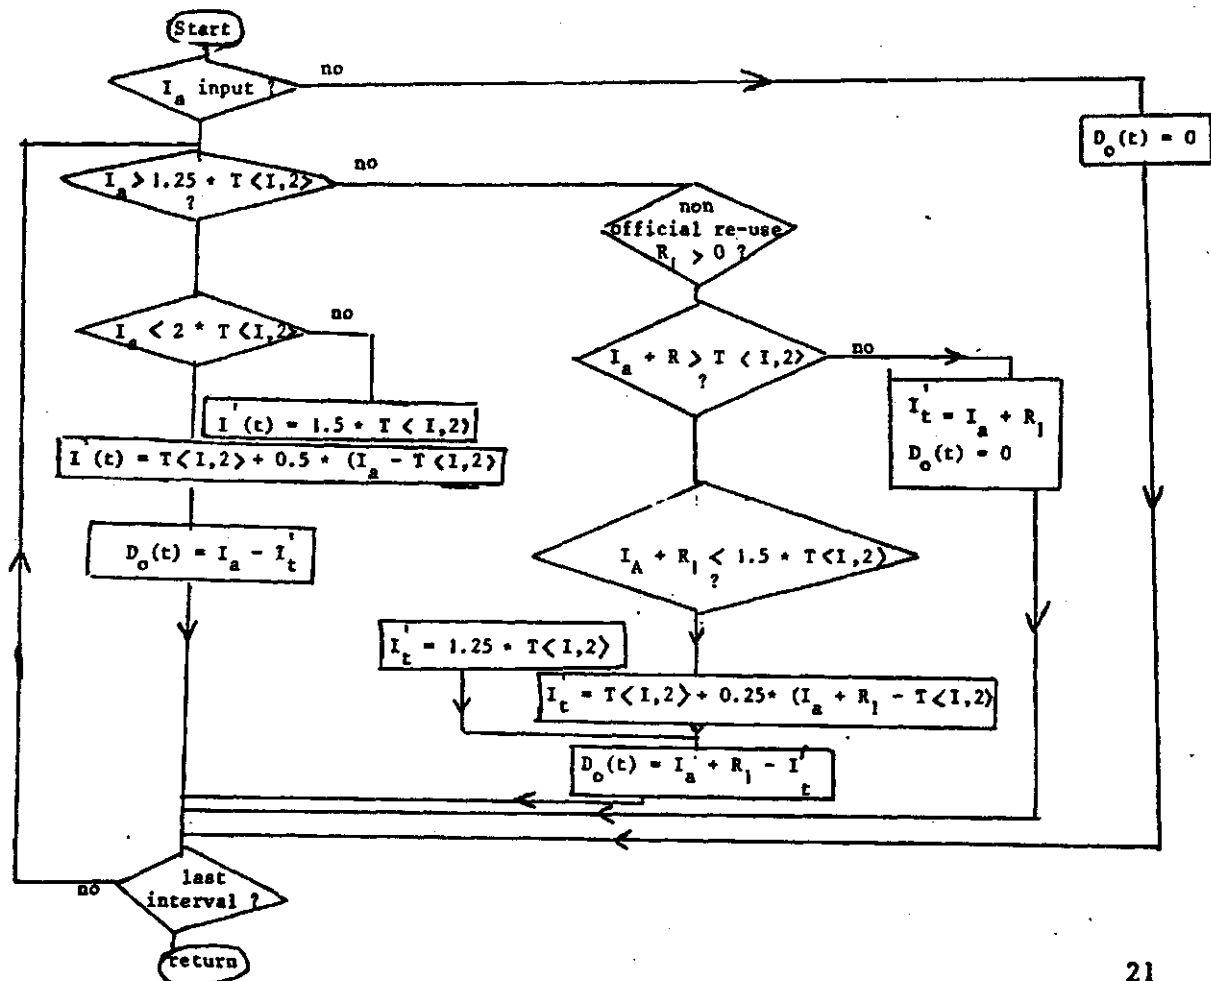 Start
I_a input ?
no
D_o(t) = 0
I_a > 1.25 * T <I,2>
?
no
non
official re-use
R_1 > 0 ?
I_a < 2 * T <I,2>
no
I_a + R > T <I,2>
?
no
I'(t) = 1.5 * T < I,2)
I'(t) = T<I,2> + 0.5 * (I_a - T <I,2>
I'_t = I_a + R_1
D_o(t) = 0
D_o(t) = I_a - I'_t
I_A + R_1 < 1.5 * T<I,2)
?
I'_t = 1.25 * T< I,2>
I'_t = T<I,2> + 0.25* (I_a + R_1 - T<I,2)
D_o(t) = I_a + R_1 - I'_t
no
last
interval ?
return
21